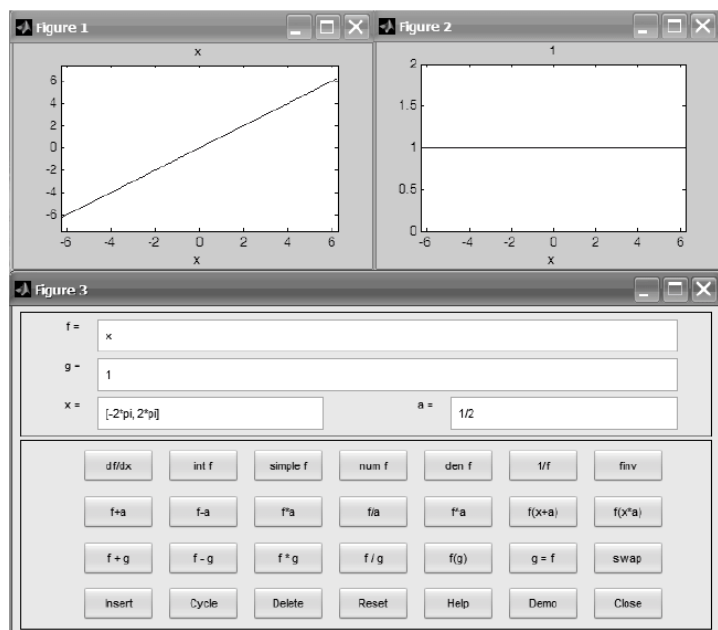 Figure 1
x
6
4
2
0
-2
-4
-6
-6 -4 -2 0 2 4 6
x
Figure 2
1
2
1.5
1
0.5
0
-6 -4 -2 0 2 4 6
x
Figure 3
f = x
g = 1
x = [-2*pi, 2*pi] a = 1/2
df/dx int f simple f num f den f 1/f finv
f+a f-a f*a f/a f^a f(x+a) f(x*a)
f + g f - g f * g f / g f(g) g = f swap
Insert Cycle Delete Reset Help Demo Close